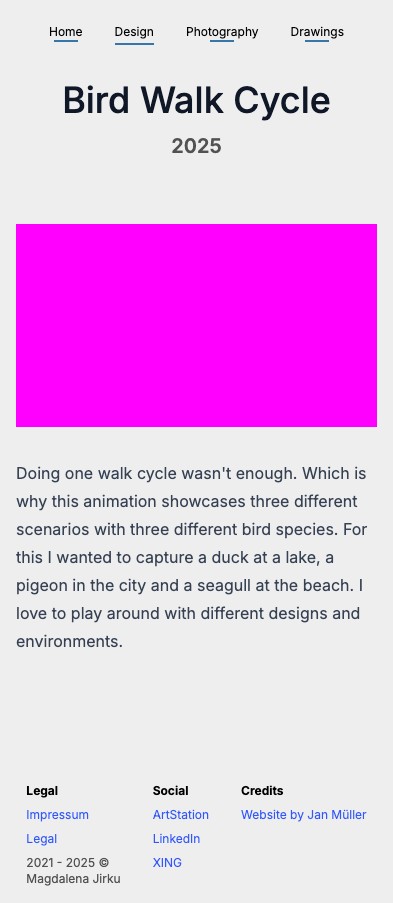 Home Design Photography Drawings
Bird Walk Cycle
2025
Doing one walk cycle wasn't enough. Which is
why this animation showcases three different
scenarios with three different bird species. For
this I wanted to capture a duck at a lake, a
pigeon in the city and a seagull at the beach. I
love to play around with different designs and
environments.
Legal
Impressum
Legal
2021 - 2025 ©
Magdalena Jirku
Social
ArtStation
LinkedIn
XING
Credits
Website by Jan Müller